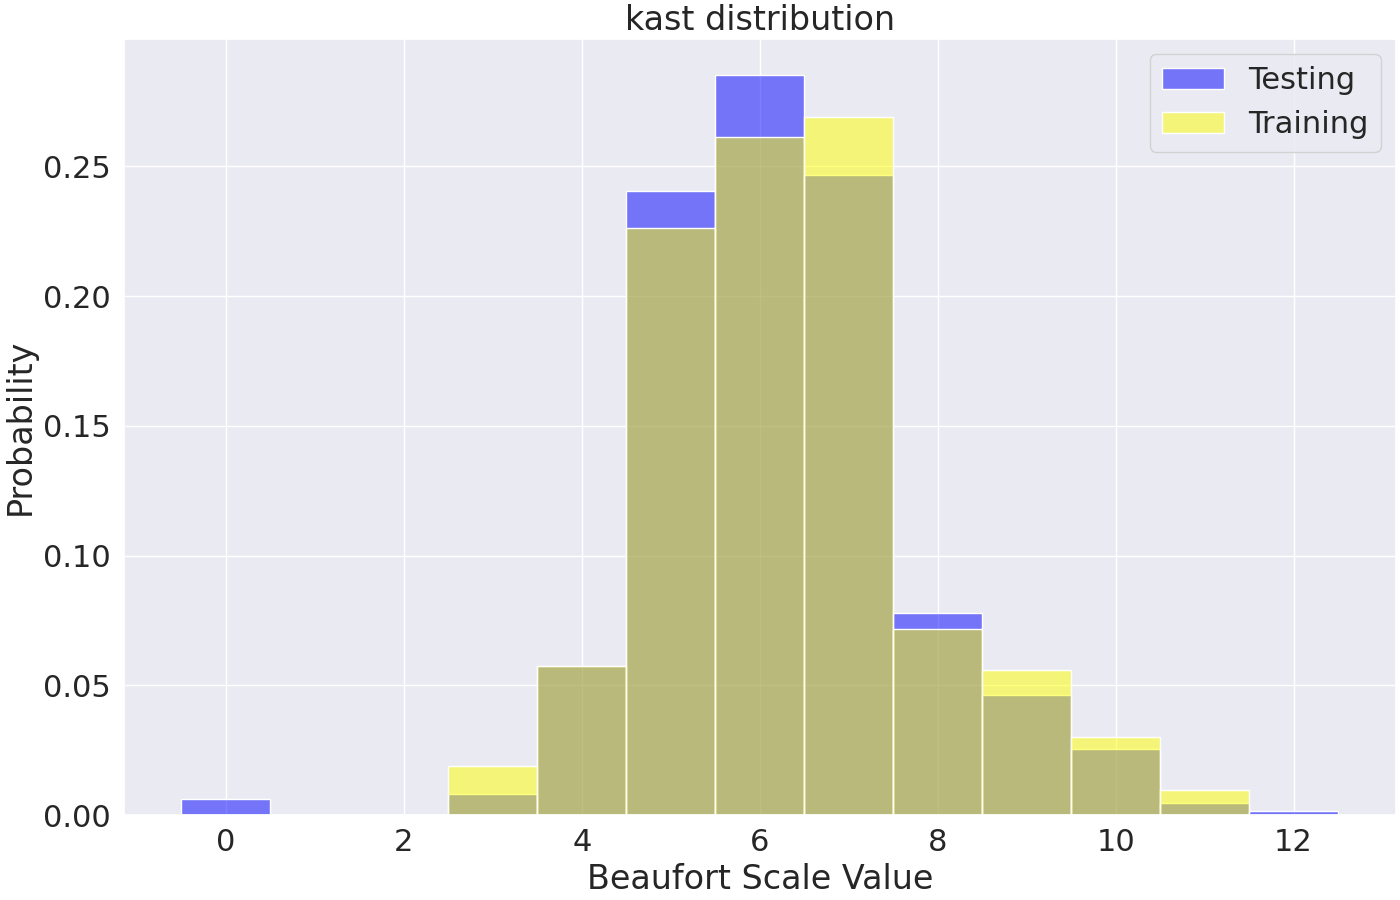 kast distribution
Testing
Training
Probability
0.25
0.20
0.15
0.10
0.05
0.00
0 2 4 6 8 10 12
Beaufort Scale Value